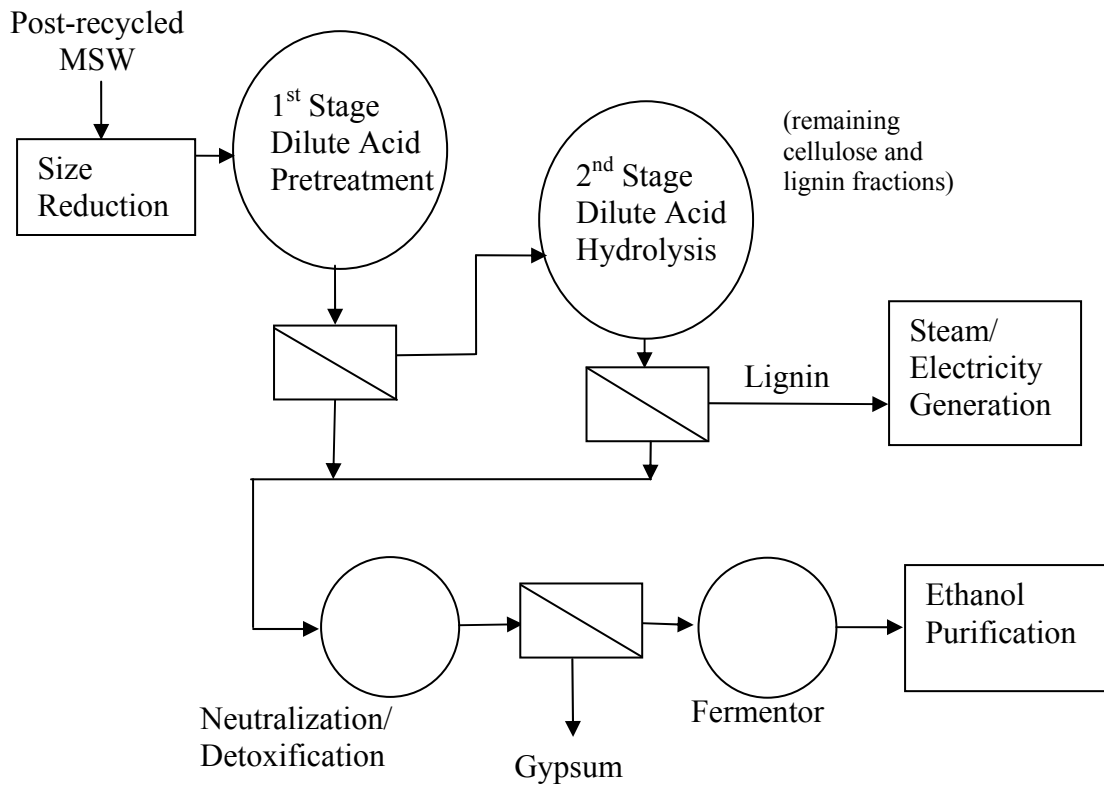 Post-recycled
MSW
Size
Reduction
1st Stage
Dilute Acid
Pretreatment
2nd Stage
Dilute Acid
Hydrolysis
(remaining
cellulose and
lignin fractions)
Lignin
Steam/
Electricity
Generation
Neutralization/
Detoxification
Gypsum
Fermentor
Ethanol
Purification